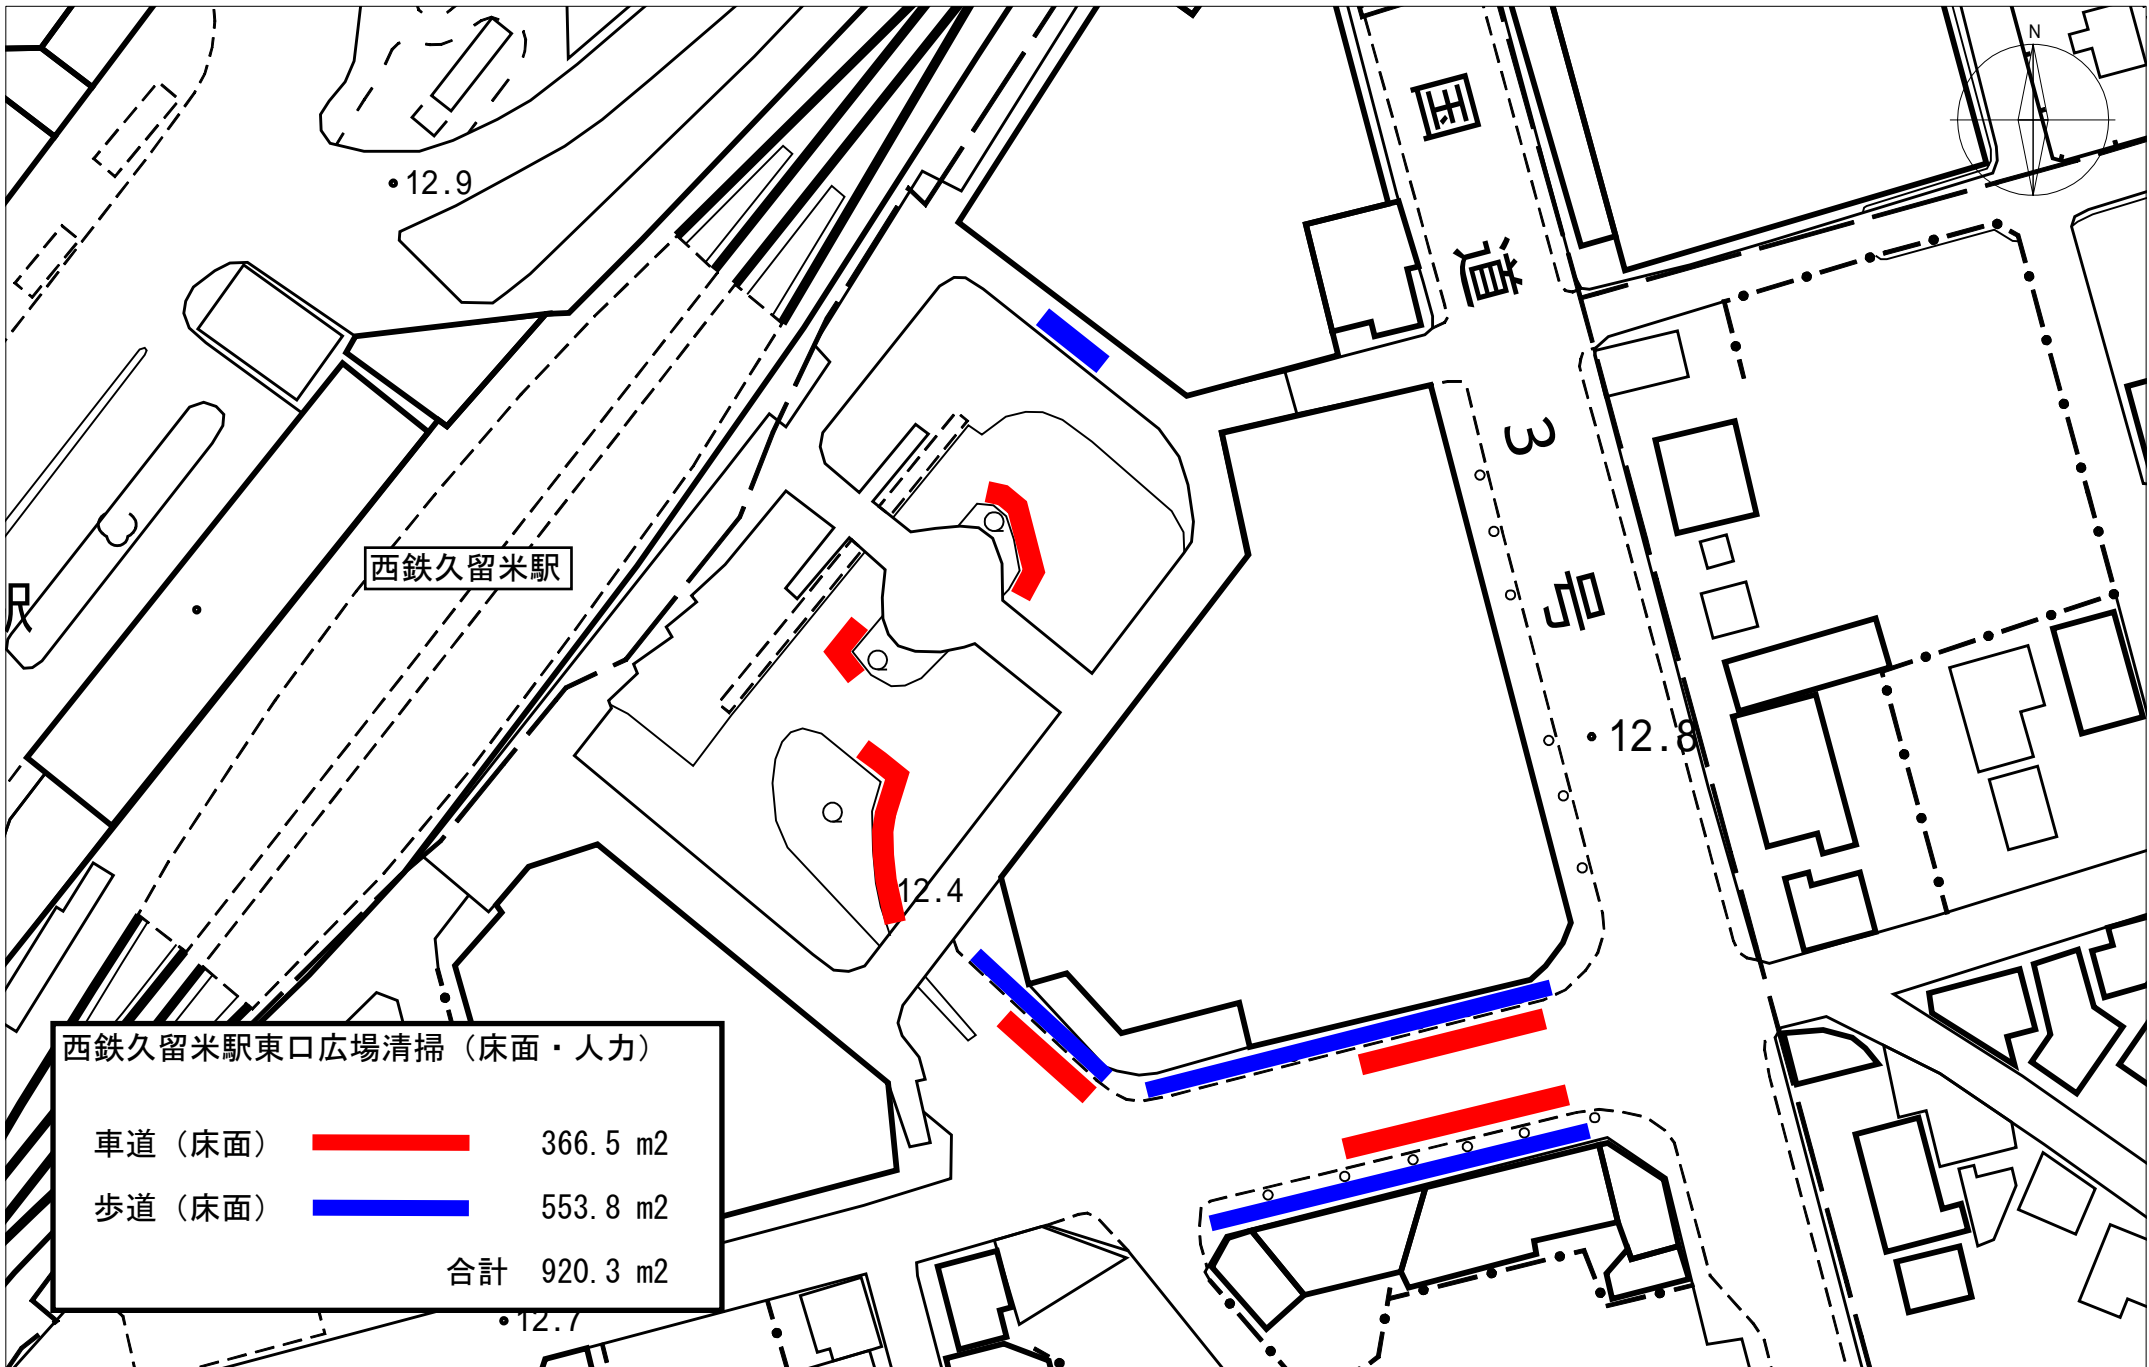 N
国道3号
12.9
西鉄久留米駅
12.8
12.4
西鉄久留米駅東口広場清掃（床面・人力）
車道（床面） 366.5 m2
歩道（床面） 553.8 m2
合計 920.3 m2
12.7